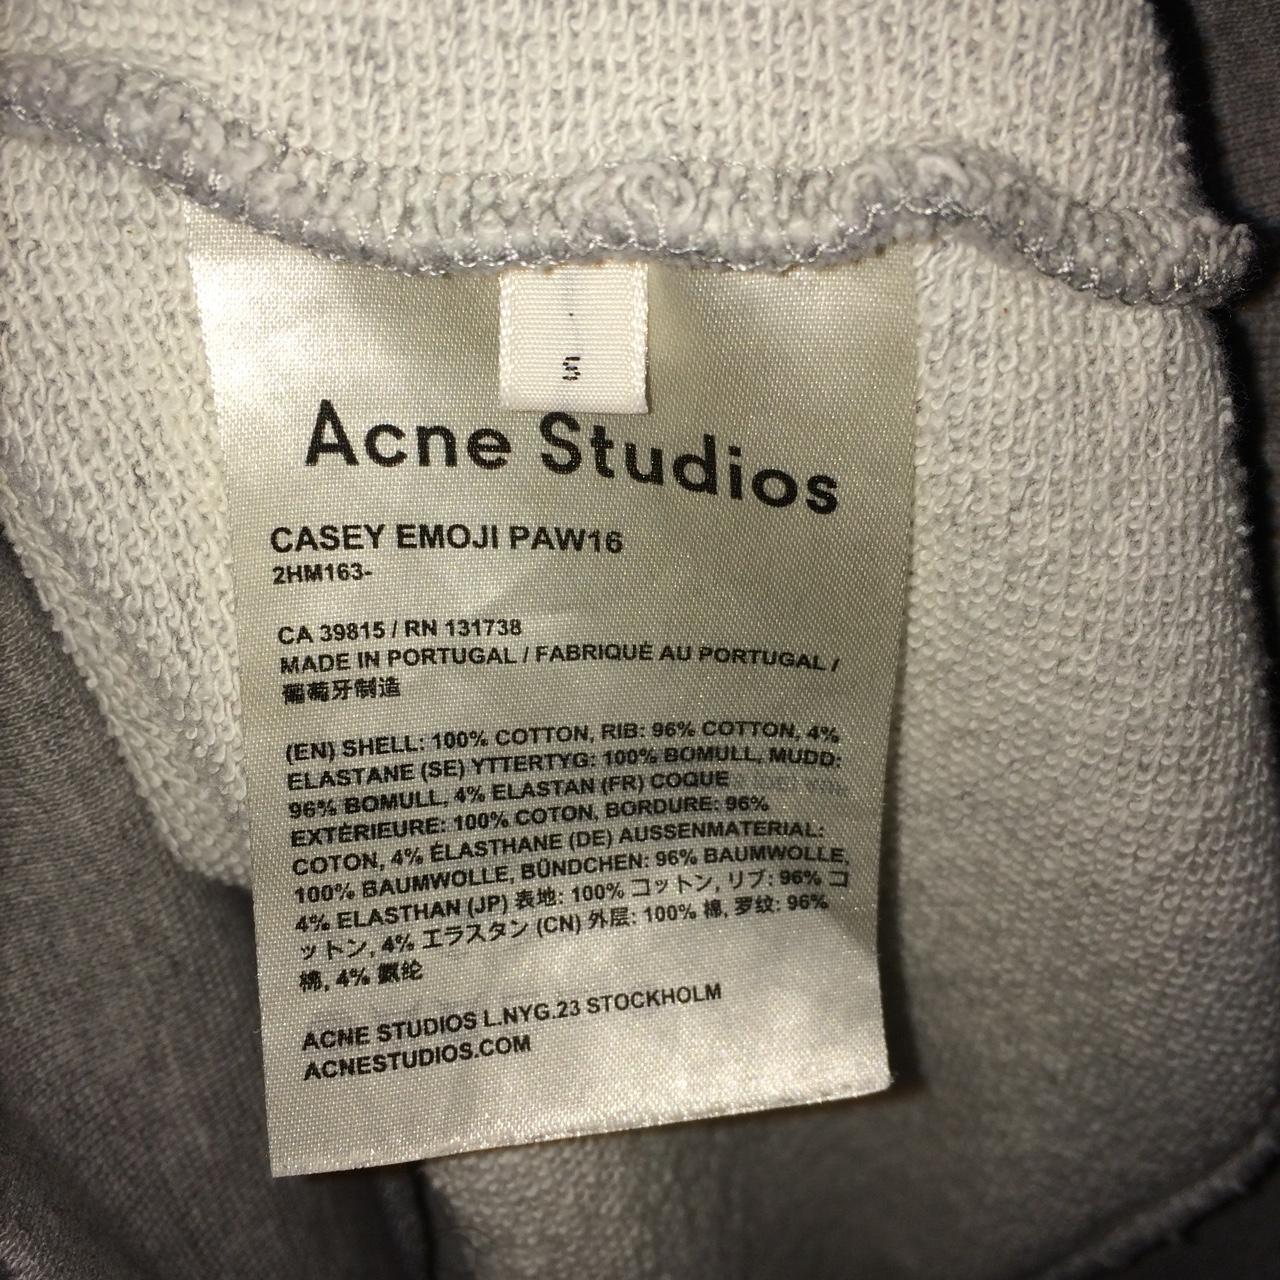 S
Acne Studios
CASEY EMOJI PAW16
2HM163-
CA 39815 / RN 131738
MADE IN PORTUGAL / FABRIQUÉ AU PORTUGAL /
葡萄牙制造
(EN) SHELL: 100% COTTON, RIB: 96% COTTON, 4%
ELASTANE (SE) YTTERTYG: 100% BOMULL, MUDD:
96% BOMULL, 4% ELASTAN (FR) COQUE
EXTÉRIEURE: 100% COTON, BORDURE: 96%
COTON, 4% ÉLASTHANE (DE) AUSSENMATERIAL:
100% BAUMWOLLE, BÜNDCHEN: 96% BAUMWOLLE,
4% ELASTHAN (JP) 表地: 100% コットン, リブ: 96% コ
ットン, 4% エラスタン (CN) 外层: 100% 棉, 罗纹: 96%
棉, 4% 氨纶
ACNE STUDIOS L.NYG.23 STOCKHOLM
ACNESTUDIOS.COM